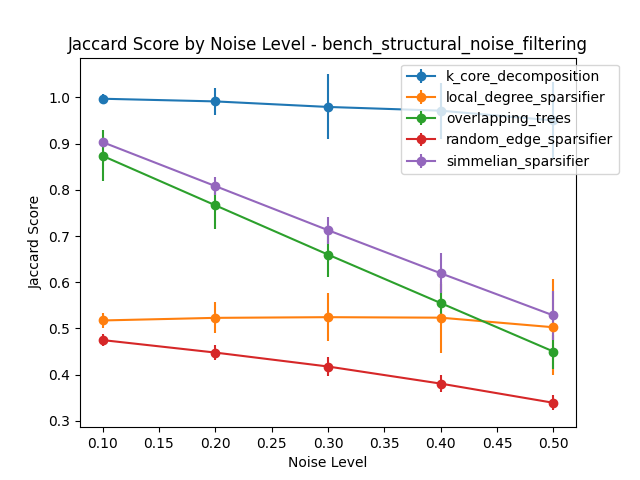 Jaccard Score by Noise Level - bench_structural_noise_filtering
k_core_decomposition
local_degree_sparsifier
overlapping_trees
random_edge_sparsifier
simmelian_sparsifier
Jaccard Score
1.0
0.9
0.8
0.7
0.6
0.5
0.4
0.3
0.10
0.15
0.20
0.25
0.30
0.35
0.40
0.45
0.50
Noise Level